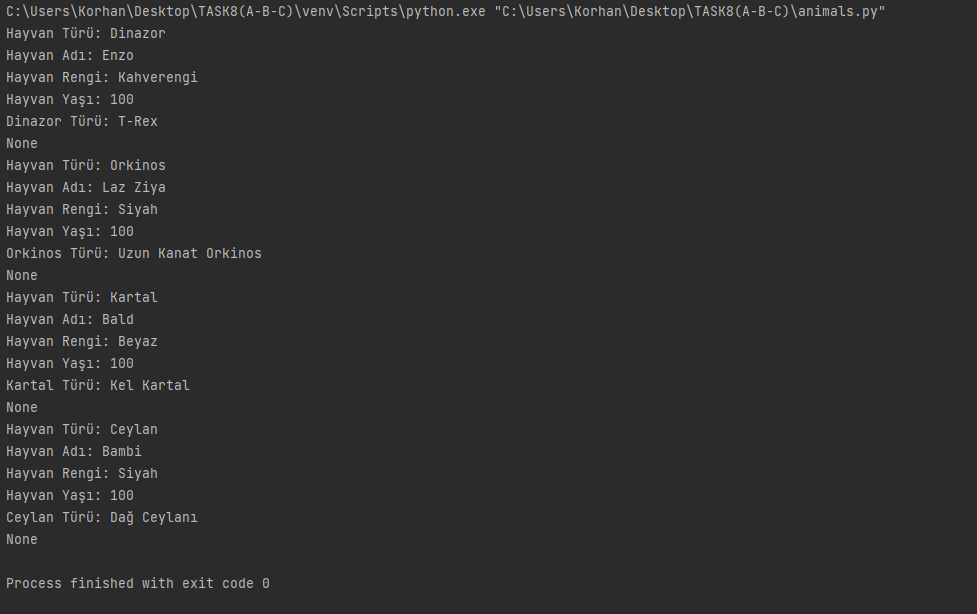 C:\Users\Korhan\Desktop\TASK8(A-B-C)\venv\Scripts\python.exe "C:\Users\Korhan\Desktop\TASK8(A-B-C)\animals.py"
Hayvan Türü: Dinazor
Hayvan Adı: Enzo
Hayvan Rengi: Kahverengi
Hayvan Yaşı: 100
Dinazor Türü: T-Rex
None
Hayvan Türü: Orkinos
Hayvan Adı: Laz Ziya
Hayvan Rengi: Siyah
Hayvan Yaşı: 100
Orkinos Türü: Uzun Kanat Orkinos
None
Hayvan Türü: Kartal
Hayvan Adı: Bald
Hayvan Rengi: Beyaz
Hayvan Yaşı: 100
Kartal Türü: Kel Kartal
None
Hayvan Türü: Ceylan
Hayvan Adı: Bambi
Hayvan Rengi: Siyah
Hayvan Yaşı: 100
Ceylan Türü: Dağ Ceylanı
None
Process finished with exit code 0